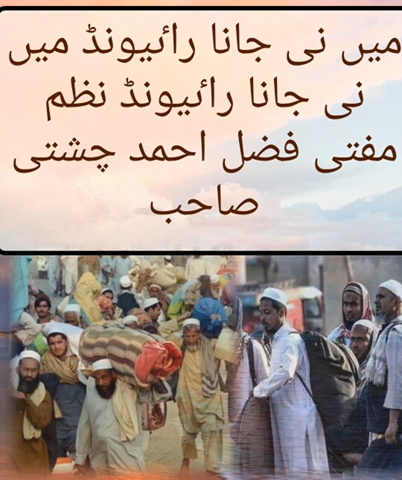 میں نی جانا رائیونڈ میں
نی جانا رائیونڈ نظم
مفتی فضل احمد چشتی
صاحب